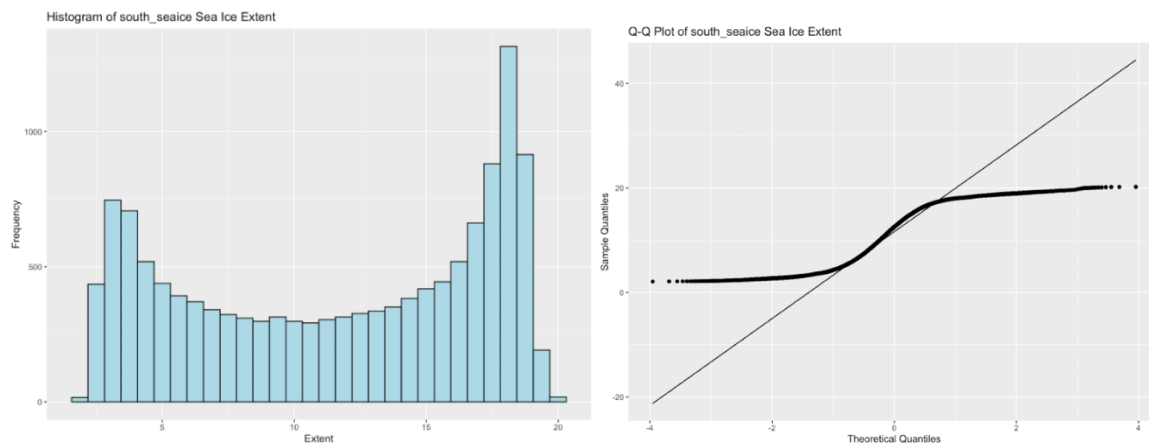 Histogram of south_seaice Sea Ice Extent
1000
500
0
Frequency
5
10
15
20
Extent
Q-Q Plot of south_seaice Sea Ice Extent
40
20
0
-20
Sample Quantiles
-4
-2
0
2
4
Theoretical Quantiles